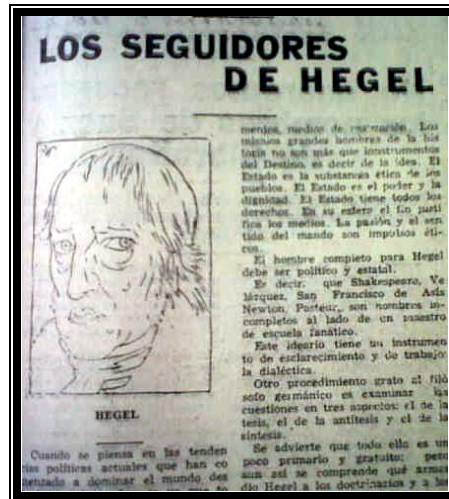 LOS SEGUIDORES
DE HEGEL
HEGEL
Cuando se piensa en las tenden
cias políticas actuales que han co
menzado a dominar el mundo des
mentos, medios de Los
mismos grandes hombres de la his
toria no son más que instrumentos
del Destino, es decir de la idea. El
Estado es la substancia ética de los
pueblos. El Estado es el poder y la
dignidad. El Estado tiene todos los
derechos. En su esfera el fin justi
fica los medios. La pasión y el sen
tido del mando son impulsos éti-
cos.
El hombre completo para Hegel
debe ser político y estatal.
Es decir, que Shakespeare, Ve
lázquez, San Francisco de Asís
Newton, Pasteur, son hombres in-
completos al lado de un maestro
de escuela fanático.
Este ideario tiene un instrumen
to de esclarecimiento y de trabajo:
la dialéctica.
Otro procedimiento grato al filó
sofo germánico es examinar las
cuestiones en tres aspectos: el de la
tesis, el de la antítesis y el de la
síntesis.
Se advierte que todo ello es un
poco primario y gratuito; pero
aun así se comprende qué armas
dio Hegel a los doctrinarios y a los